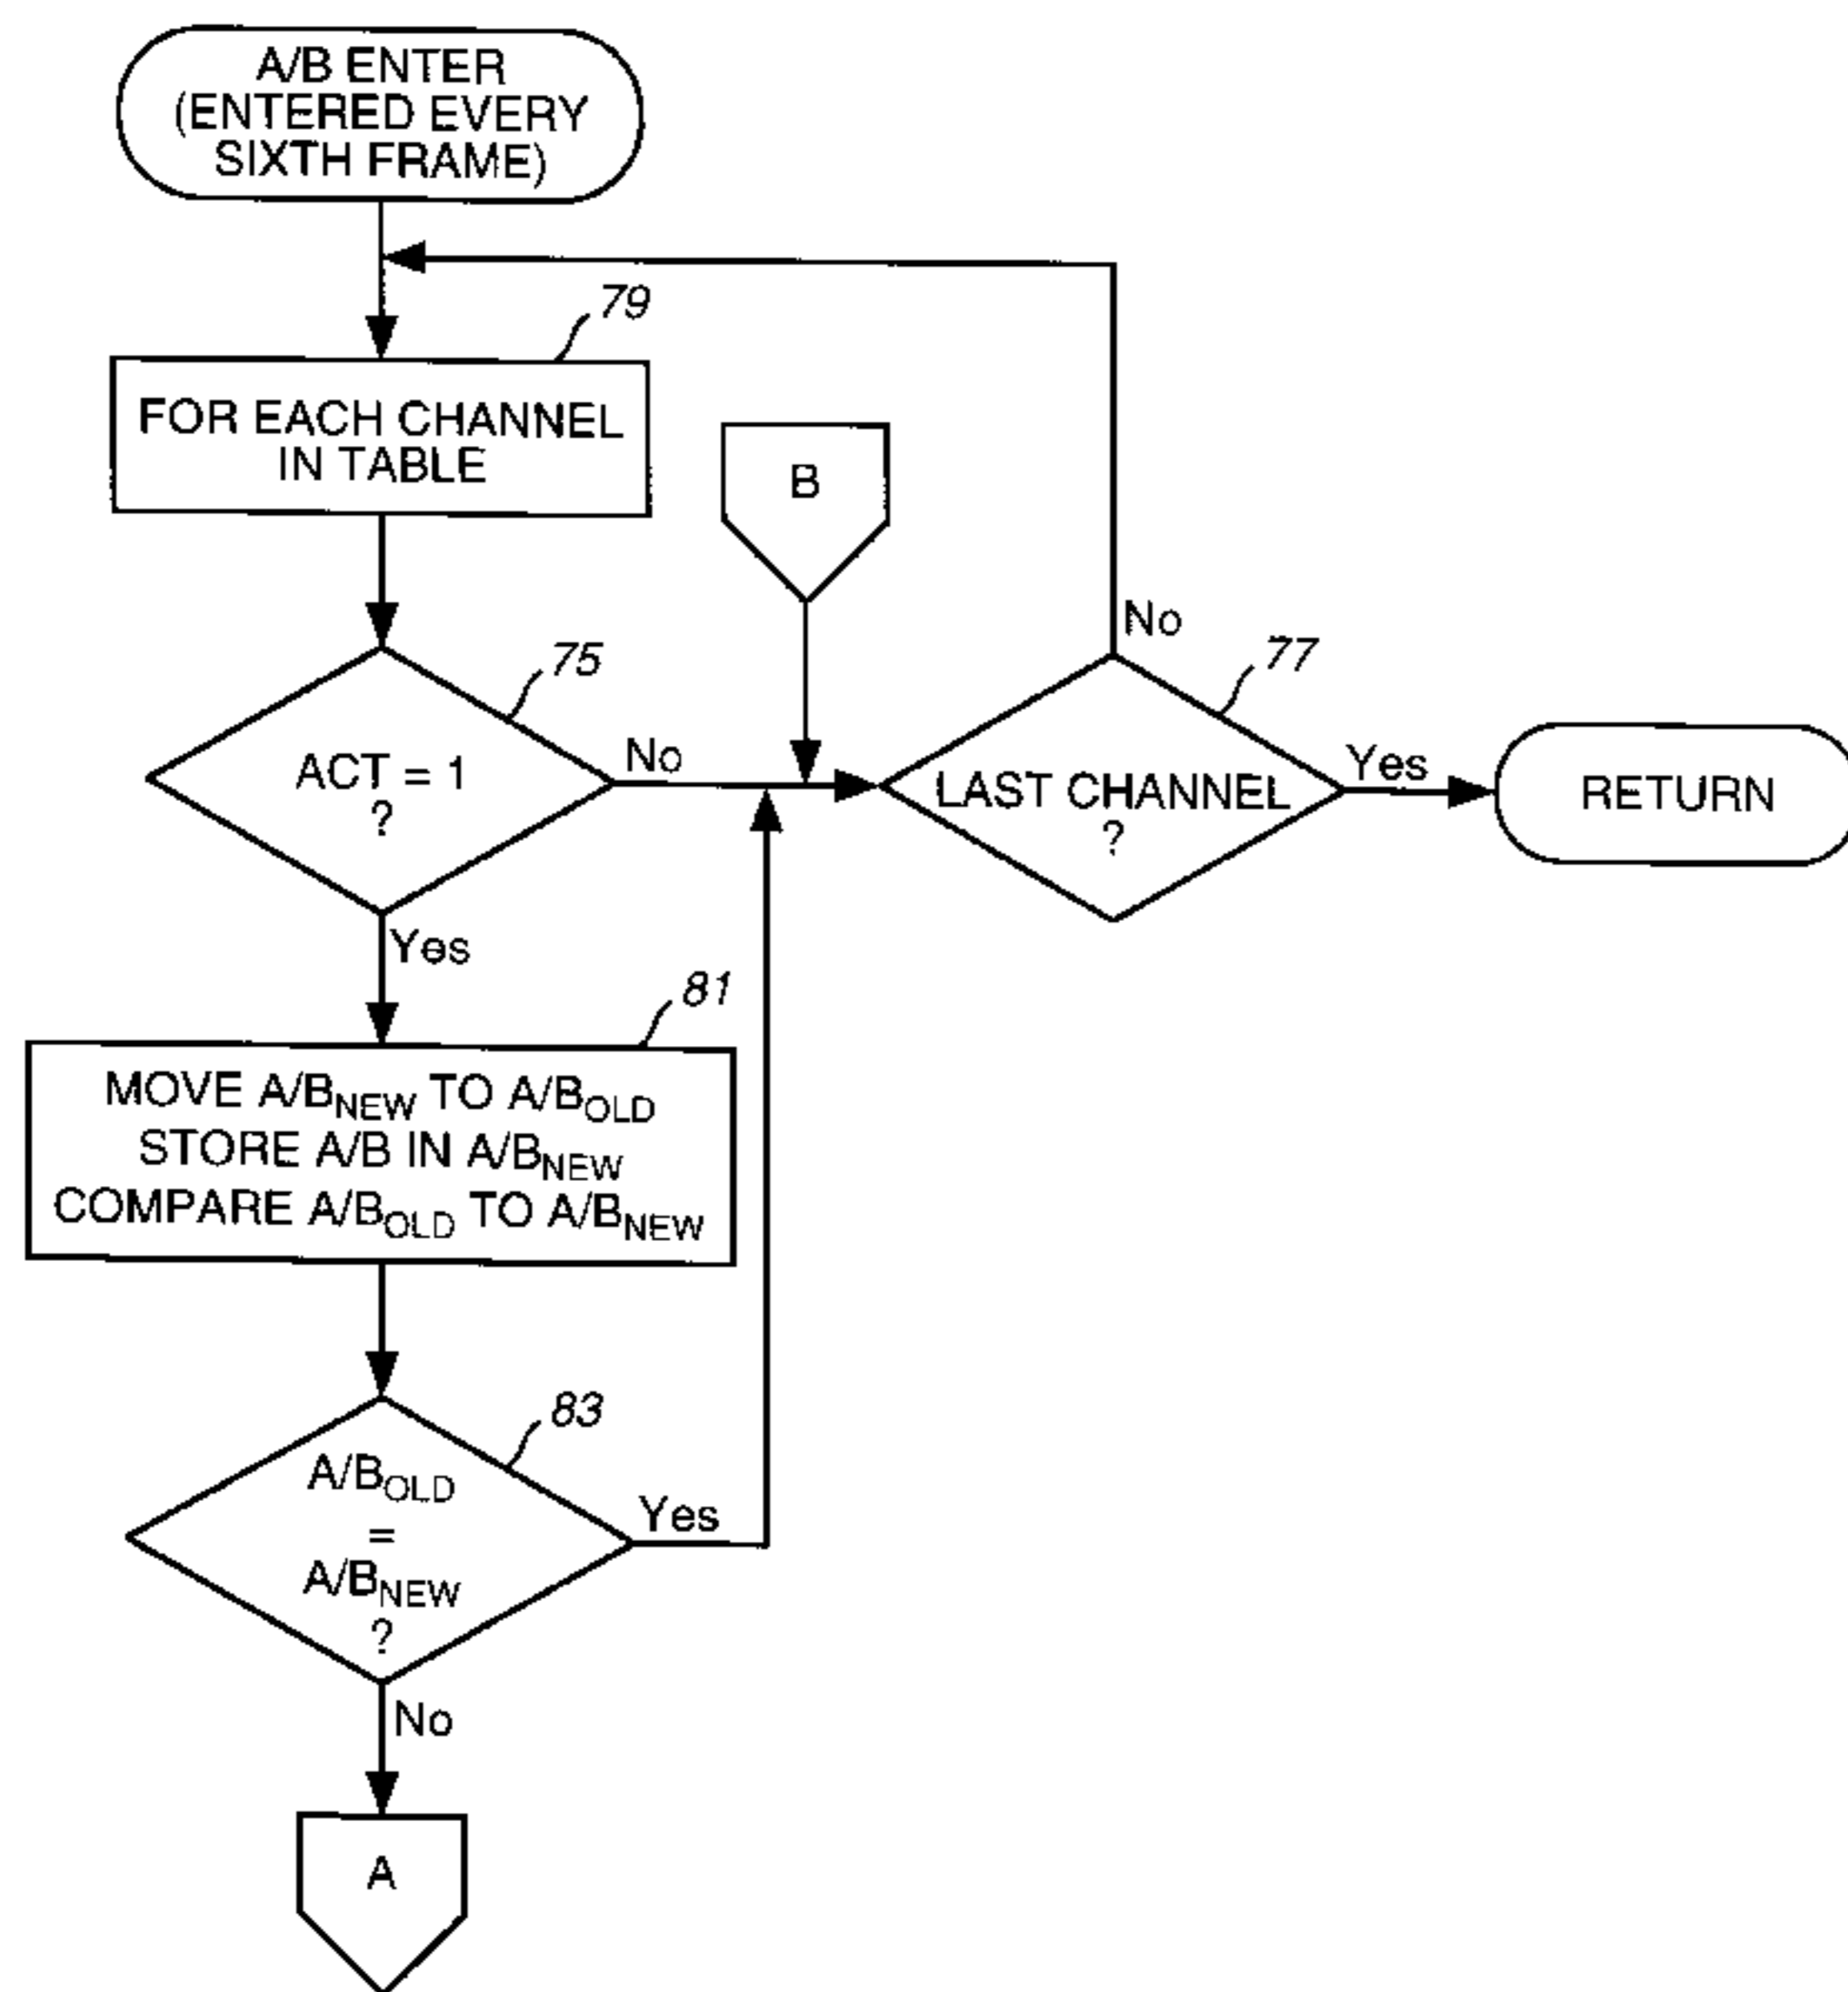 A/B ENTER
(ENTERED EVERY
SIXTH FRAME)
79
FOR EACH CHANNEL
IN TABLE
B
No
75
77
ACT = 1
?
No
LAST CHANNEL
?
Yes
RETURN
Yes
81
MOVE A/BNEW TO A/BOLD
STORE A/B IN A/BNEW
COMPARE A/BOLD TO A/BNEW
83
A/BOLD
=
A/BNEW
?
Yes
No
A